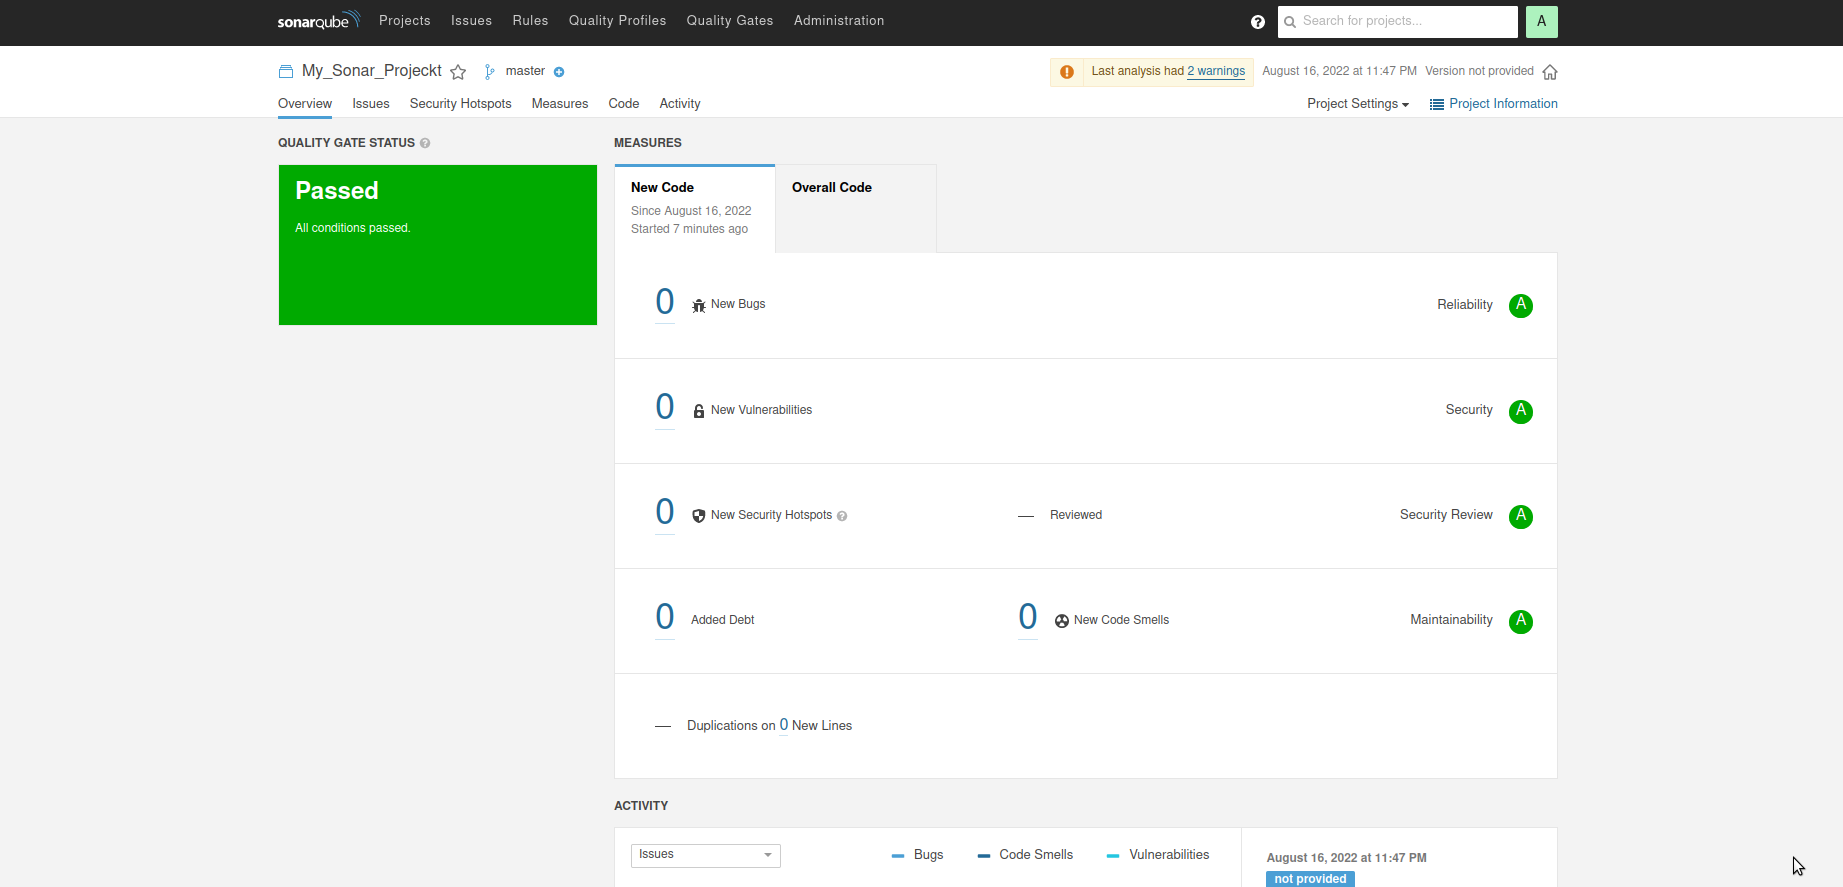 sonarqube Projects Issues Rules Quality Profiles Quality Gates Administration ? Search for projects... A
My_Sonar_Projeckt master Last analysis had 2 warnings August 16, 2022 at 11:47 PM Version not provided
Overview Issues Security Hotspots Measures Code Activity Project Settings Project Information
QUALITY GATE STATUS ?
Passed
All conditions passed.
MEASURES
New Code
Since August 16, 2022
Started 7 minutes ago
Overall Code
0 New Bugs Reliability A
0 New Vulnerabilities Security A
0 New Security Hotspots ? — Reviewed Security Review A
0 Added Debt 0 New Code Smells Maintainability A
— Duplications on 0 New Lines
ACTIVITY
Issues Bugs Code Smells Vulnerabilities
August 16, 2022 at 11:47 PM
not provided